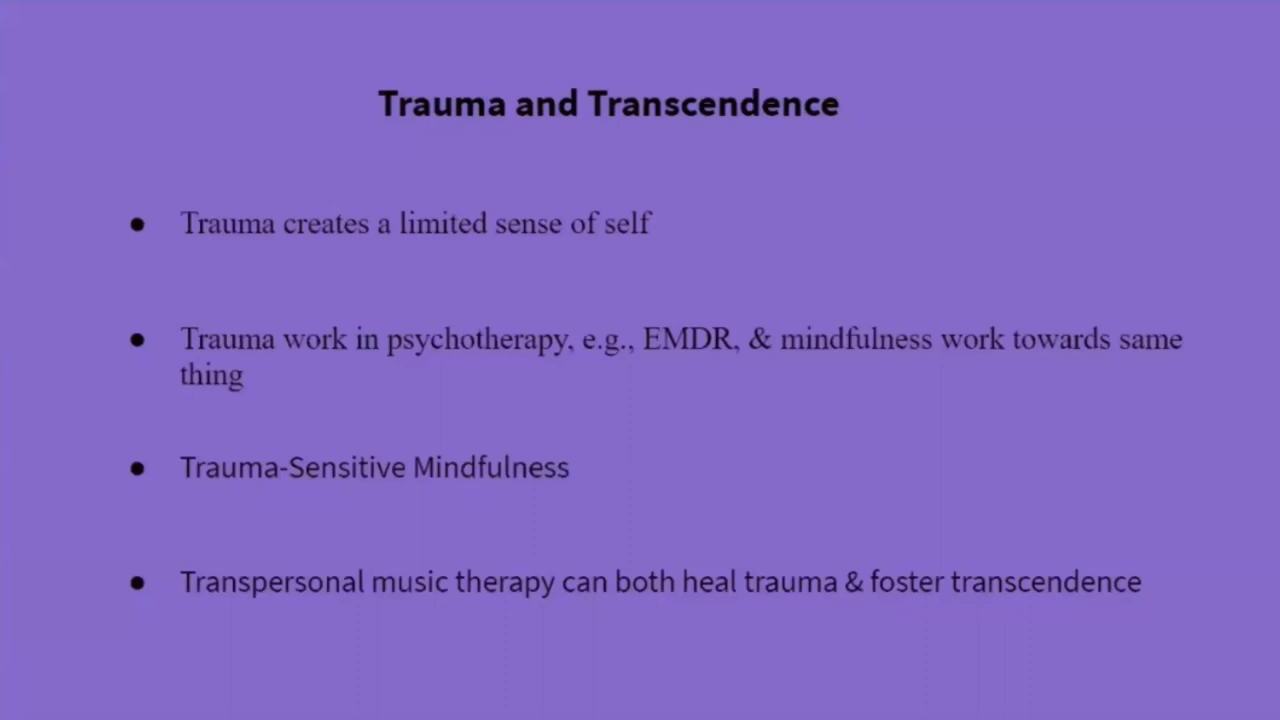 Trauma and Transcendence
● Trauma creates a limited sense of self
● Trauma work in psychotherapy, e.g., EMDR, & mindfulness work towards same
thing
● Trauma-Sensitive Mindfulness
● Transpersonal music therapy can both heal trauma & foster transcendence